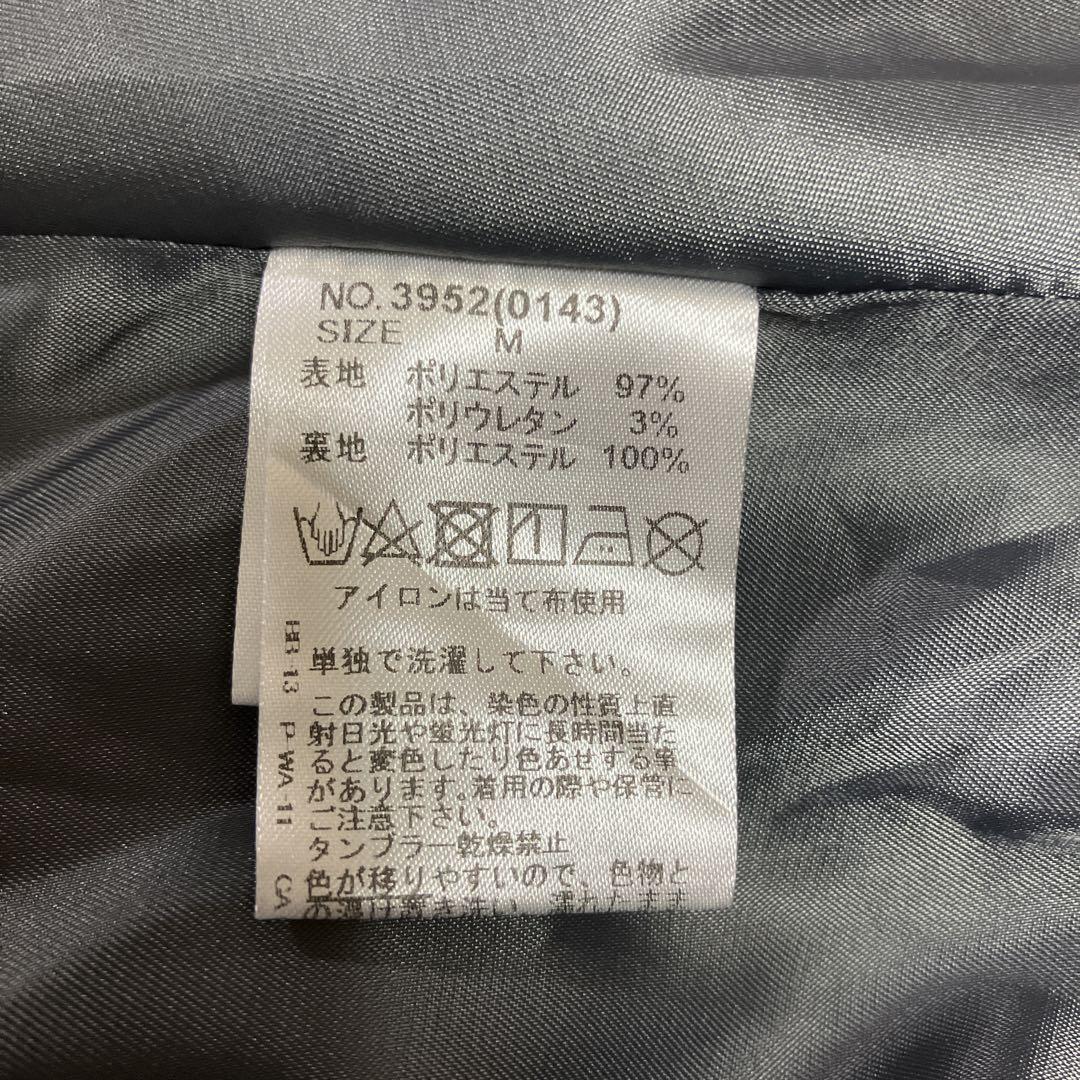 NO. 3952(0143)
SIZE M
表地 ポリエステル 97%
ポリウレタン 3%
裏地 ポリエステル 100%
アイロンは当て布使用
単独で洗濯して下さい。
この製品は、染色の性質上直
射日光や蛍光灯に長時間当た
ると変色したり色あせする事
があります.着用の際や保管に
ご注意下さい。
タンブラー乾燥禁止
色が移りやすいので、色物と
13 P-WA-11 CA